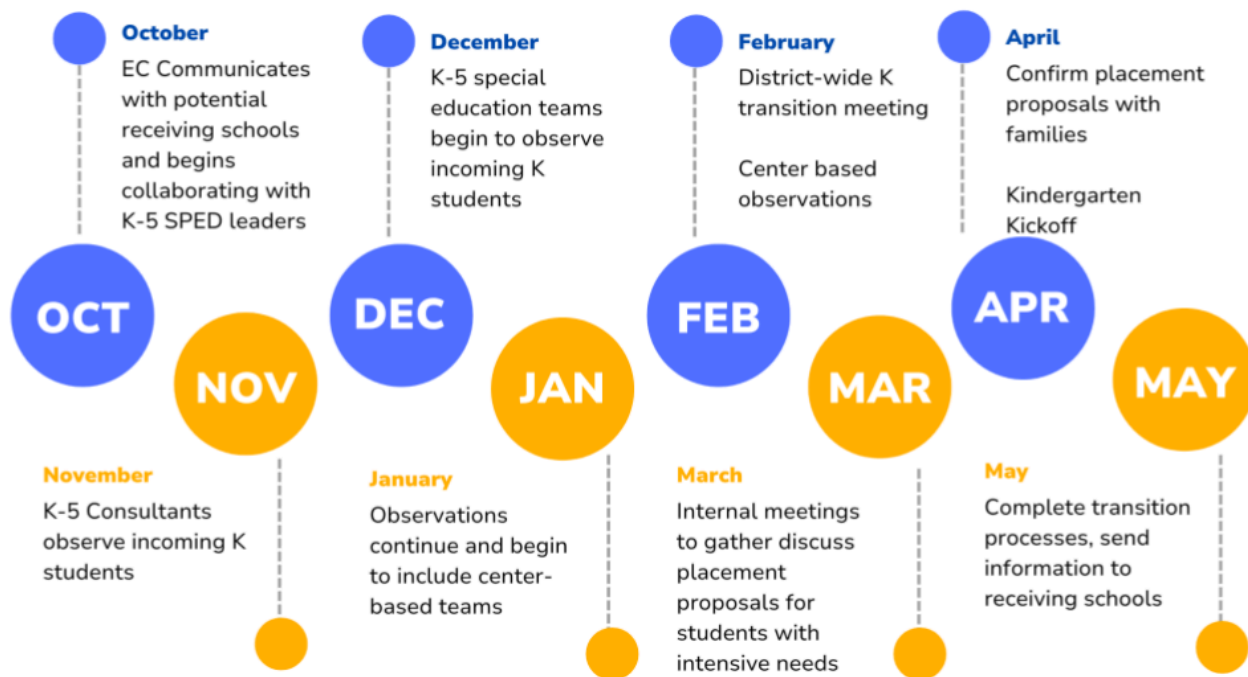 October
EC Communicates
with potential
receiving schools
and begins
collaborating with
K-5 SPED leaders
December
K-5 special
education teams
begin to observe
incoming K
students
February
District-wide K
transition meeting
Center based
observations
April
Confirm placement
proposals with
families
Kindergarten
Kickoff
OCT
NOV
DEC
JAN
FEB
MAR
APR
MAY
November
K-5 Consultants
observe incoming K
students
January
Observations
continue and begin
to include center-
based teams
March
Internal meetings
to gather discuss
placement
proposals for
students with
intensive needs
May
Complete transition
processes, send
information to
receiving schools